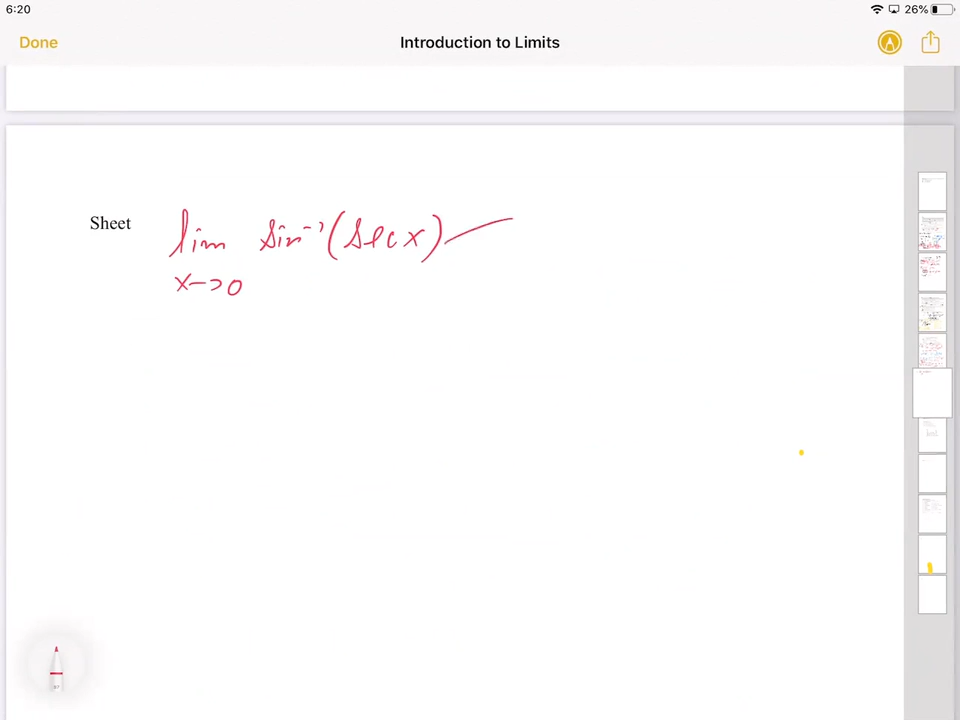 6:20
26%
Done
Introduction to Limits
Sheet lim sin⁻¹(sec x)
x→0